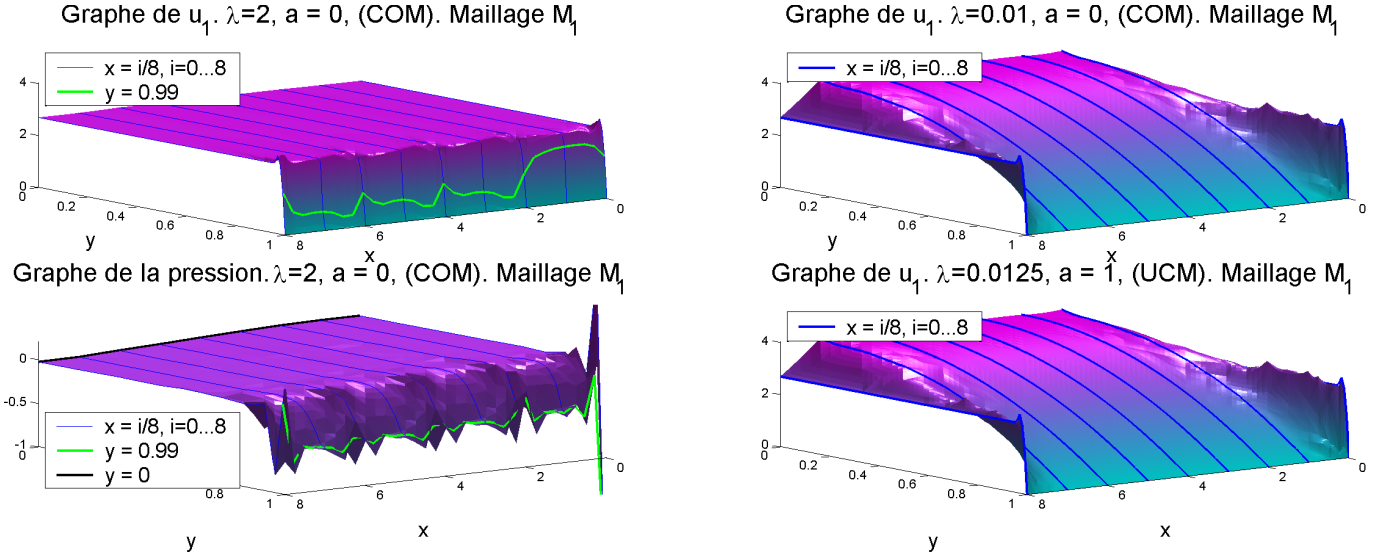 Graphe de u₁. λ=2, a = 0, (COM). Maillage M₁
x = i/8, i=0...8
y = 0.99
4
2
0
0
0.2
0.4
0.6
0.8
1
8
6
4
2
0
y
x
Graphe de u₁. λ=0.01, a = 0, (COM). Maillage M₁
x = i/8, i=0...8
4
2
0
0
0.2
0.4
0.6
0.8
1
8
6
4
2
0
y
x
Graphe de la pression. λ=2, a = 0, (COM). Maillage M₁
0
-0.5
-1
x = i/8, i=0...8
y = 0.99
y = 0
0
0.8
1
8
6
4
2
0
y
x
Graphe de u₁. λ=0.0125, a = 1, (UCM). Maillage M₁
x = i/8, i=0...8
4
2
0
0
0.2
0.4
0.6
0.8
1
8
6
4
2
0
y
x